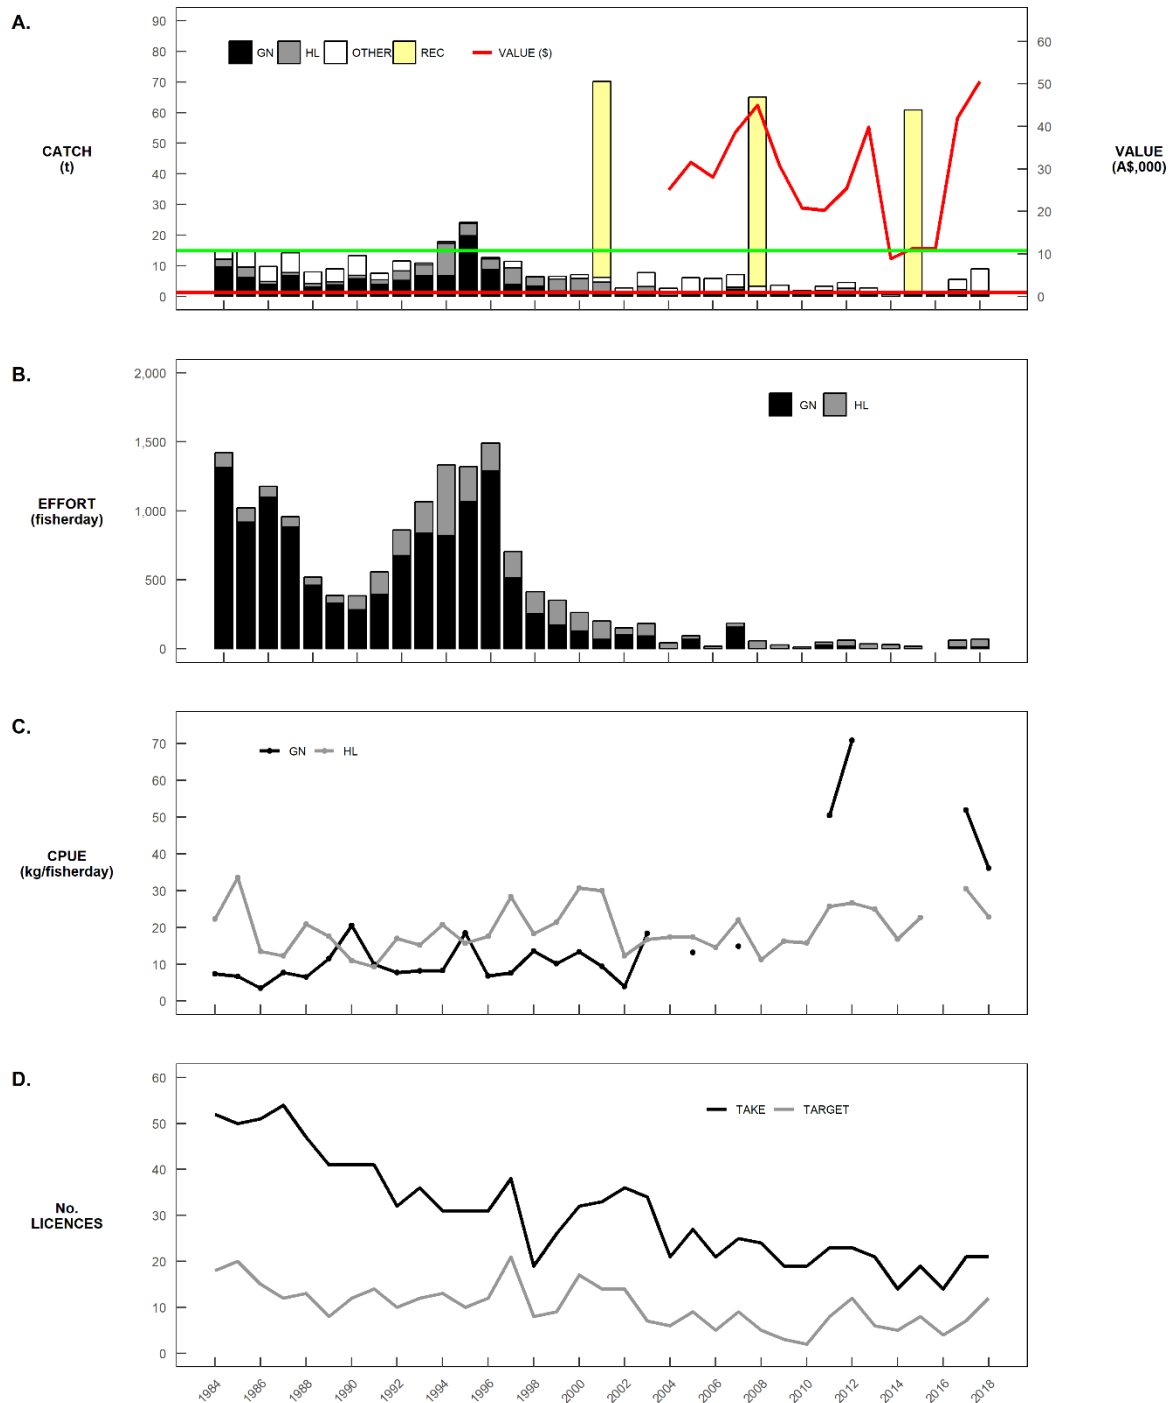 A.
CATCH
(t)
90
80
70
60
50
40
30
20
10
0
GN HL OTHER REC VALUE ($)
60
50
40
30
20
10
0
VALUE
(A$,000)
B.
EFFORT
(fisherday)
2,000
1,500
1,000
500
0
GN HL
C.
CPUE
(kg/fisherday)
70
60
50
40
30
20
10
0
GN HL
D.
No.
LICENCES
60
50
40
30
20
10
0
TAKE TARGET
1984 1986 1988 1990 1992 1994 1996 1998 2000 2002 2004 2006 2008 2010 2012 2014 2016 2018